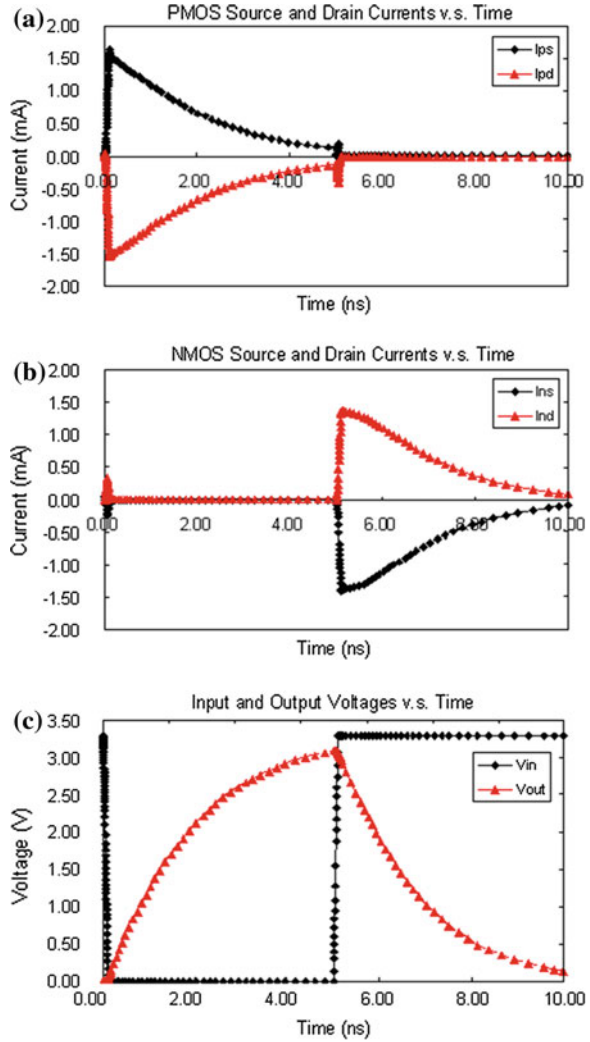 (a)
PMOS Source and Drain Currents v.s. Time
2.00
1.50
1.00
0.50
0.00
-0.50
-1.00
-1.50
-2.00
Current (mA)
Ips
Ipd
0.00 2.00 4.00 6.00 8.00 10.00
Time (ns)
(b)
NMOS Source and Drain Currents v.s. Time
2.00
1.50
1.00
0.50
0.00
-0.50
-1.00
-1.50
-2.00
Current (mA)
Ins
Ind
0.00 2.00 4.00 6.00 8.00 10.00
Time (ns)
(c)
Input and Output Voltages v.s. Time
3.50
3.00
2.50
2.00
1.50
1.00
0.50
0.00
Voltage (V)
Vin
Vout
0.00 2.00 4.00 6.00 8.00 10.00
Time (ns)